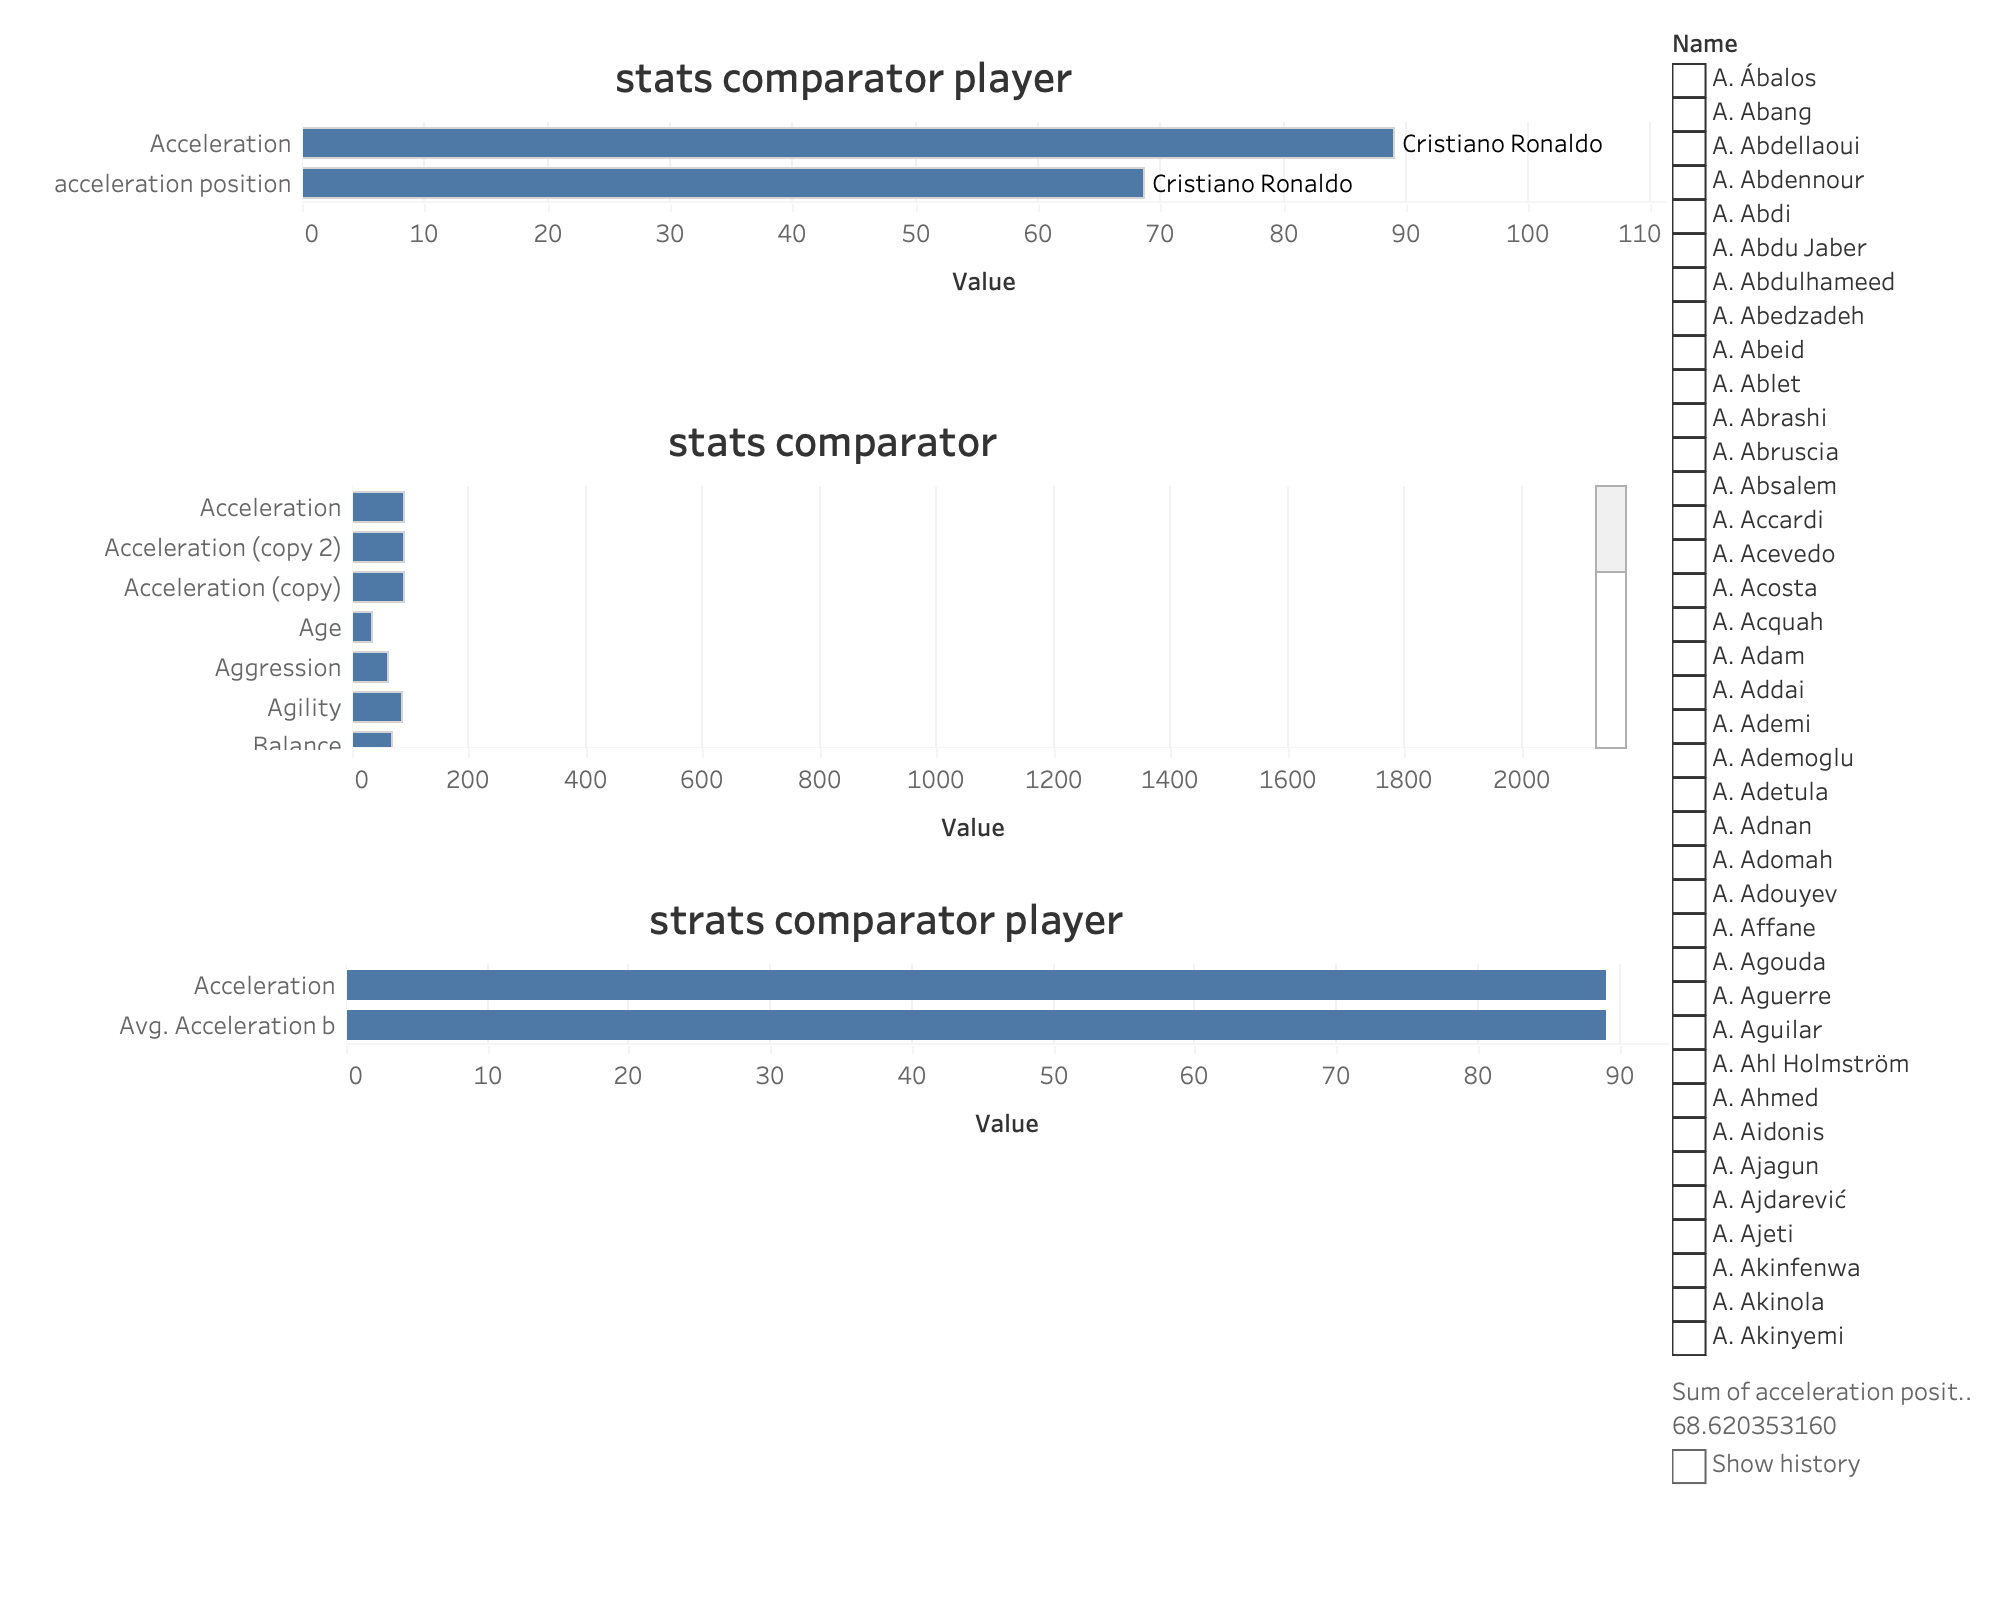 stats comparator player
Acceleration
Cristiano Ronaldo
acceleration position
Cristiano Ronaldo
0 10 20 30 40 50 60 70 80 90 100 110
Value
stats comparator
Acceleration
Acceleration (copy 2)
Acceleration (copy)
Age
Aggression
Agility
Balance
0 200 400 600 800 1000 1200 1400 1600 1800 2000
Value
strats comparator player
Acceleration
Avg. Acceleration b
0 10 20 30 40 50 60 70 80 90
Value
Name
A. Ábalos
A. Abang
A. Abdellaoui
A. Abdennour
A. Abdi
A. Abdu Jaber
A. Abdulhameed
A. Abedzadeh
A. Abeid
A. Ablet
A. Abrashi
A. Abruscia
A. Absalem
A. Accardi
A. Acevedo
A. Acosta
A. Acquah
A. Adam
A. Addai
A. Ademi
A. Ademoglu
A. Adetula
A. Adnan
A. Adomah
A. Adouyev
A. Affane
A. Agouda
A. Aguerre
A. Aguilar
A. Ahl Holmström
A. Ahmed
A. Aidonis
A. Ajagun
A. Ajdarević
A. Ajeti
A. Akinfenwa
A. Akinola
A. Akinyemi
Sum of acceleration posit..
68.620353160
Show history